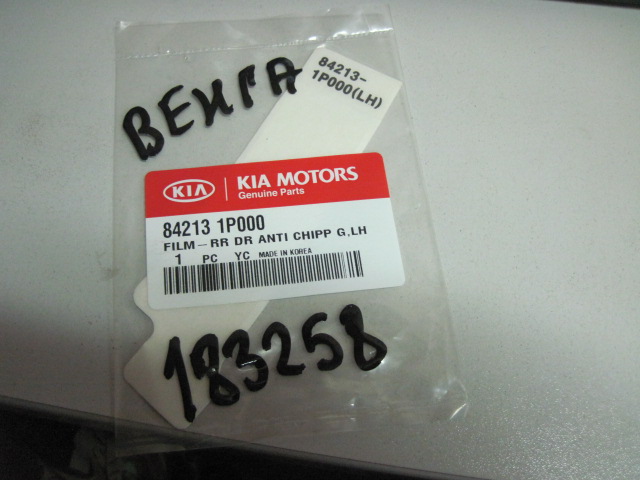 84213-
1P000(LH)
ВЕНГА
KIA
KIA MOTORS
Genuine Parts
84213 1P000
FILM-RR DR ANTI CHIPP G,LH
1 PC YC MADE IN KOREA
183258